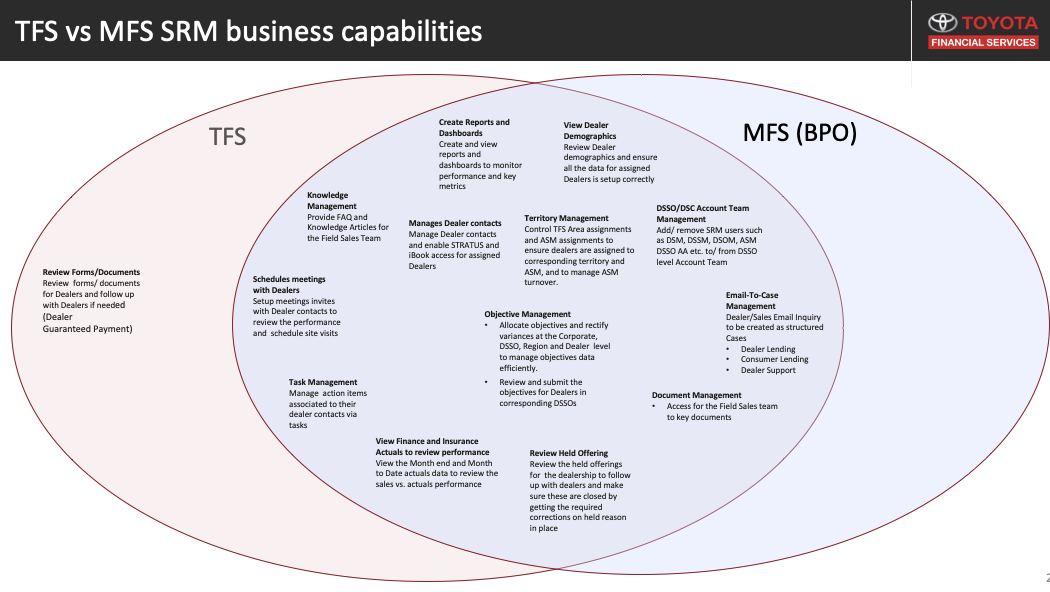 TFS vs MFS SRM business capabilities
TOYOTA
FINANCIAL SERVICES
TFS
MFS (BPO)
Create Reports and
Dashboards
Create and view
reports and
dashboards to monitor
performance and key
metrics
View Dealer
Demographics
Review Dealer
demographics and ensure
all the data for assigned
Dealers is setup correctly
Knowledge
Management
Provide FAQ and
Knowledge Articles for
the Field Sales Team
Manages Dealer contacts
Manage Dealer contacts
and enable STRATUS and
iBook access for assigned
Dealers
Territory Management
Control TFS Area assignments
and ASM assignments to
ensure dealers are assigned to
corresponding territory and
ASM, and to manage ASM
turnover.
DSSO/DSC Account Team
Management
Add/ remove SRM users such
as DSM, DSSM, DSOM, ASM
DSSO AA etc. to/ from DSSO
level Account Team
Review Forms/Documents
Review  forms/ documents
for Dealers and follow up
with Dealers if needed
(Dealer
Guaranteed Payment)
Schedules meetings
with Dealers
Setup meetings invites
with Dealer contacts to
review the performance
and  schedule site visits
Email-To-Case
Management
Dealer/Sales Email Inquiry
to be created as structured
Cases
• Dealer Lending
• Consumer Lending
• Dealer Support
Objective Management
• Allocate objectives and rectify
variances at the Corporate,
DSSO, Region and Dealer  level
to manage objectives data
efficiently.
• Review and submit the
objectives for Dealers in
corresponding DSSOs
Task Management
Manage  action items
associated to their
dealer contacts via
tasks
Document Management
• Access for the Field Sales team
to key documents
View Finance and Insurance
Actuals to review performance
View the Month end and Month
to Date actuals data to review the
sales vs. actuals performance
Review Held Offering
Review the held offerings
for  the dealership to follow
up with dealers and make
sure these are closed by
getting the required
corrections on held reason
in place
2